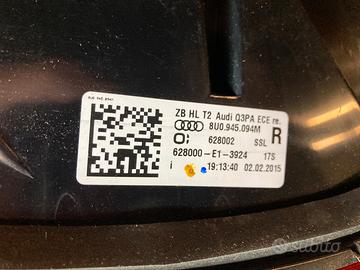 ZB HL T2 Audi Q3PA ECE re.
8U0.945.094M
R
628002 SSL
628000-E1-3924 17S
i 19:13:40 02.02.2015
subito